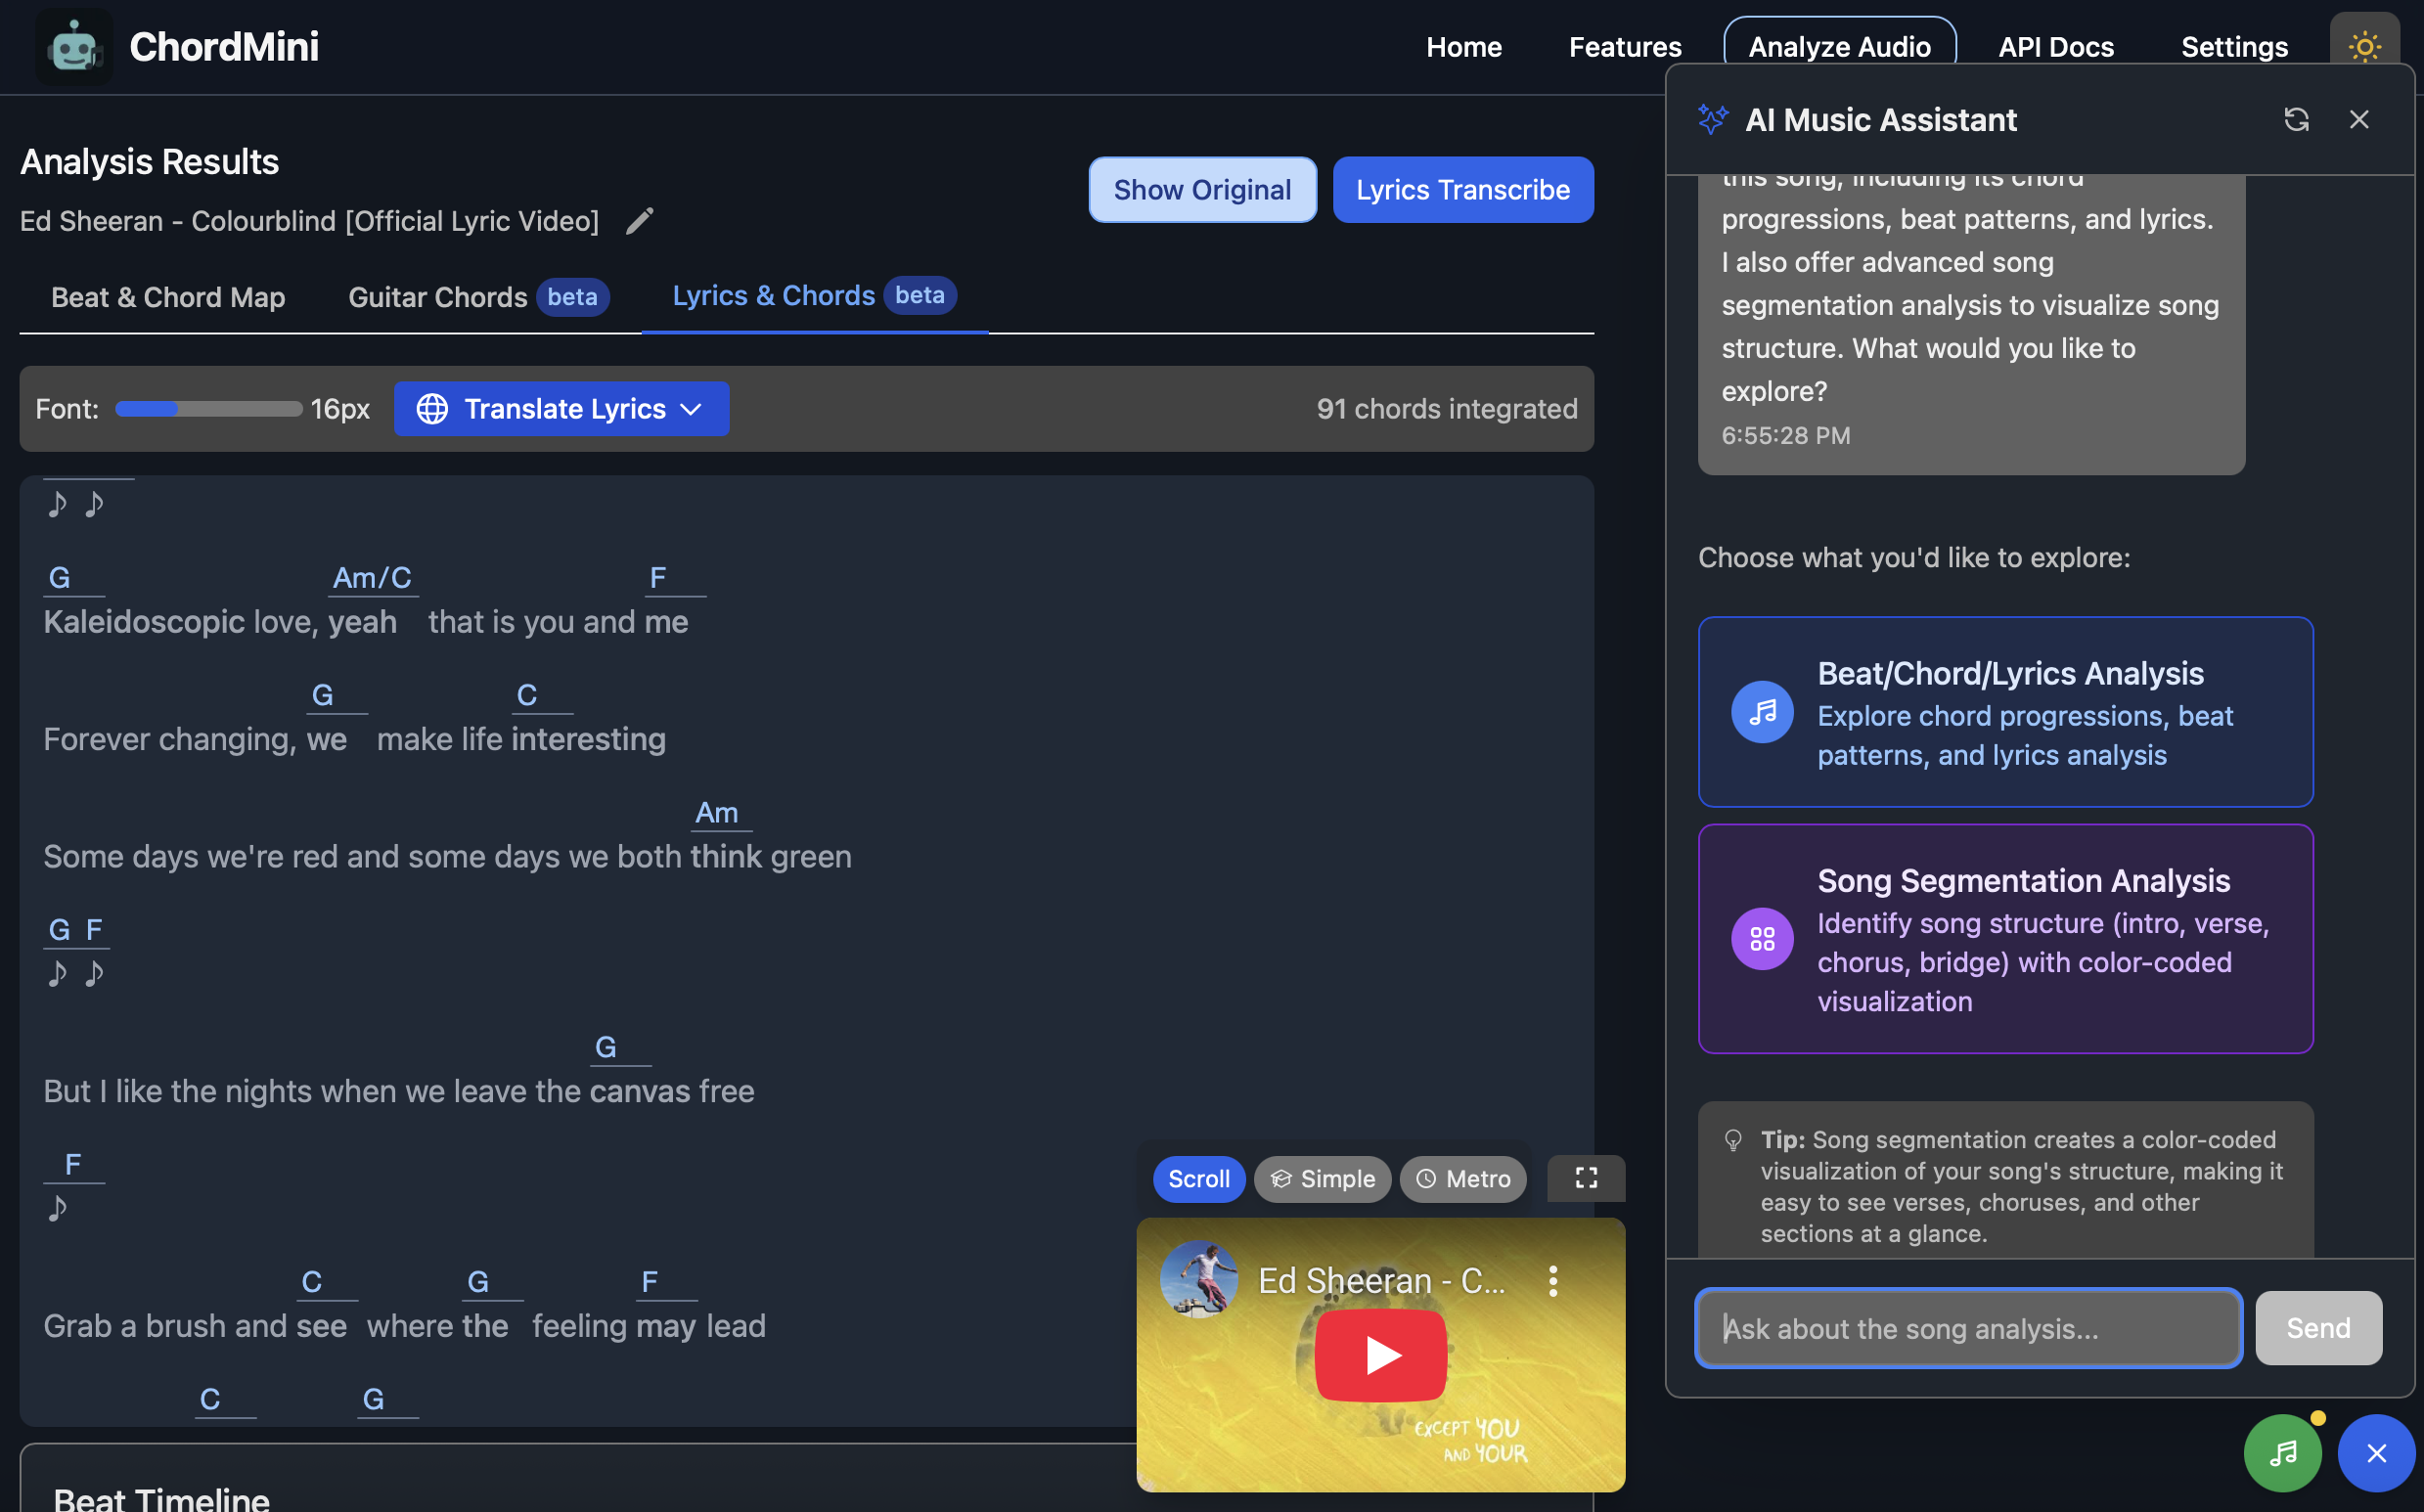 ChordMini
Home Features Analyze Audio API Docs Settings
Analysis Results
Ed Sheeran - Colourblind [Official Lyric Video]
Show Original
Lyrics Transcribe
Beat & Chord Map
Guitar Chords beta
Lyrics & Chords beta
Font: 16px
Translate Lyrics
91 chords integrated
♪ ♪
G Am/C F
Kaleidoscopic love, yeah that is you and me
G C
Forever changing, we make life interesting
Am
Some days we're red and some days we both think green
G F
♪ ♪
G
But I like the nights when we leave the canvas free
F
♪
C G F
Grab a brush and see where the feeling may lead
C G
Beat Timeline
Scroll
Simple
Metro
Ed Sheeran - C...
EXCEPT YOU
AND YOUR
AI Music Assistant
this song, including its chord
progressions, beat patterns, and lyrics.
I also offer advanced song
segmentation analysis to visualize song
structure. What would you like to
explore?
6:55:28 PM
Choose what you'd like to explore:
Beat/Chord/Lyrics Analysis
Explore chord progressions, beat
patterns, and lyrics analysis
Song Segmentation Analysis
Identify song structure (intro, verse,
chorus, bridge) with color-coded
visualization
Tip: Song segmentation creates a color-coded
visualization of your song's structure, making it
easy to see verses, choruses, and other
sections at a glance.
Ask about the song analysis...
Send